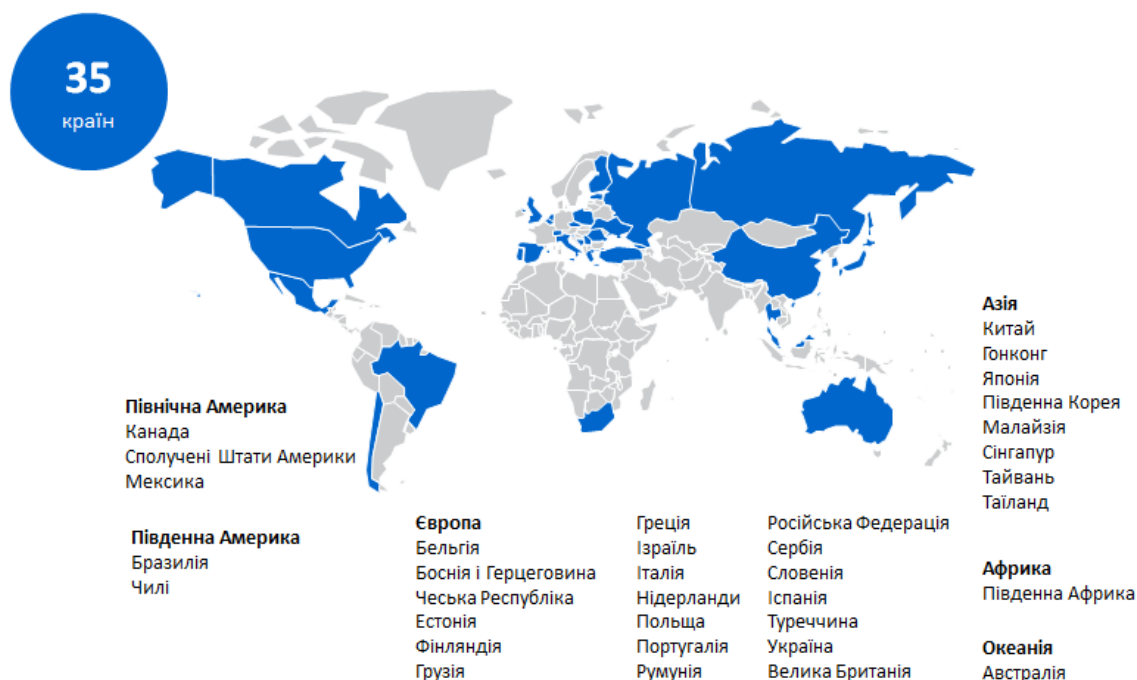 35
країн
Північна Америка
Канада
Сполучені Штати Америки
Мексика
Південна Америка
Бразилія
Чилі
Європа
Бельгія
Боснія і Герцеговина
Чеська Республіка
Естонія
Фінляндія
Грузія
Греція
Ізраїль
Італія
Нідерланди
Польща
Португалія
Румунія
Російська Федерація
Сербія
Словенія
Іспанія
Туреччина
Україна
Велика Британія
Азія
Китай
Гонконг
Японія
Південна Корея
Малайзія
Сінгапур
Тайвань
Таїланд
Африка
Південна Африка
Океанія
Австралія